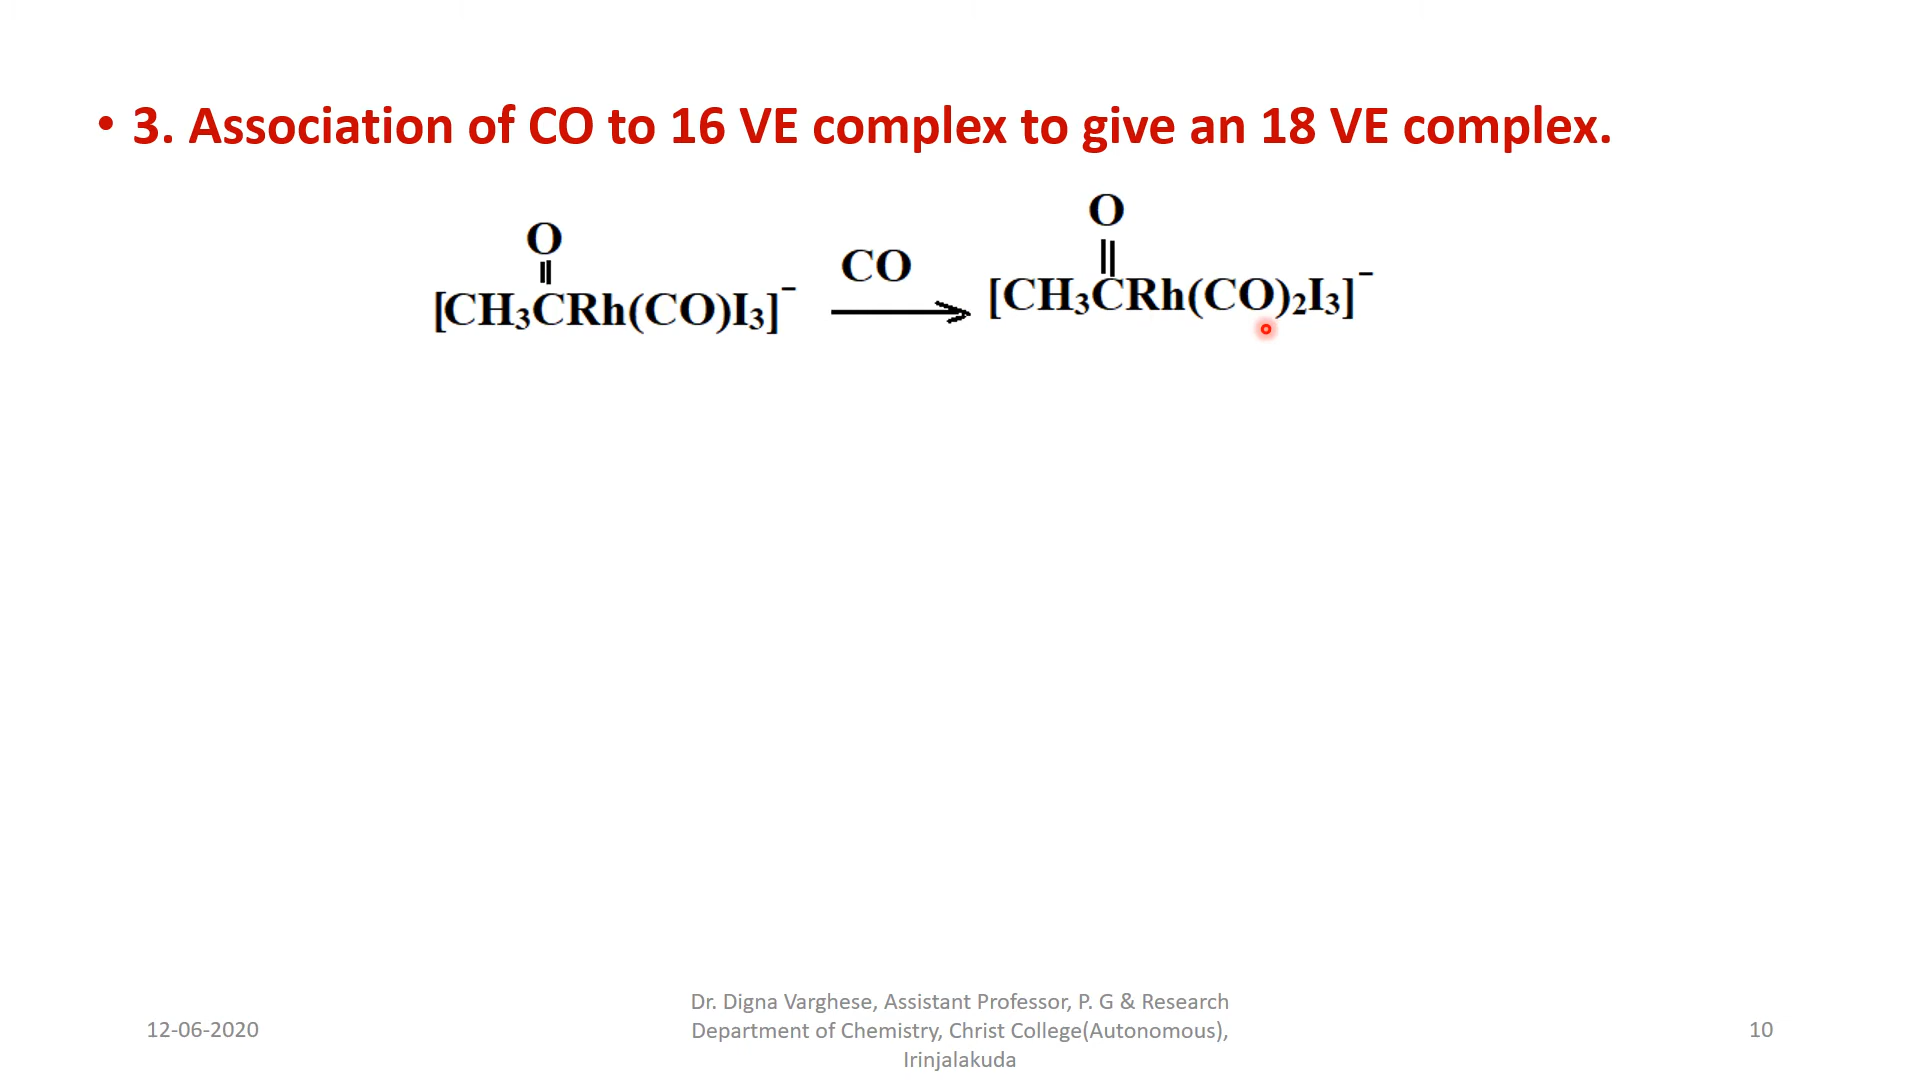 • 3. Association of CO to 16 VE complex to give an 18 VE complex.
O
[CH₃CRh(CO)I₃]⁻
CO
O
[CH₃CRh(CO)₂I₃]⁻
12-06-2020
Dr. Digna Varghese, Assistant Professor, P. G & Research
Department of Chemistry, Christ College(Autonomous),
Irinjalakuda
10